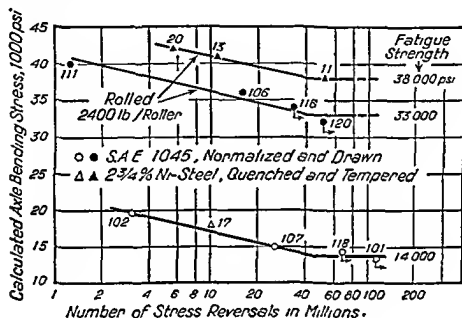 Calculated Axle Bending Stress, 1000psi
45
40
35
30
25
20
15
10
20
13
11
111
106
116
120
Rolled
2400 lb/Roller
Fatigue
Strength
38 000 psi
33 000
○ ● S.A.E 1045, Normalized and Drawn
△ ▲ 2 3/4 % Ni-Steel, Quenched and Tempered
102
17
107
118
101
14 000
1 2 4 6 8 10 20 40 60 80 100 200
Number of Stress Reversals in Millions.